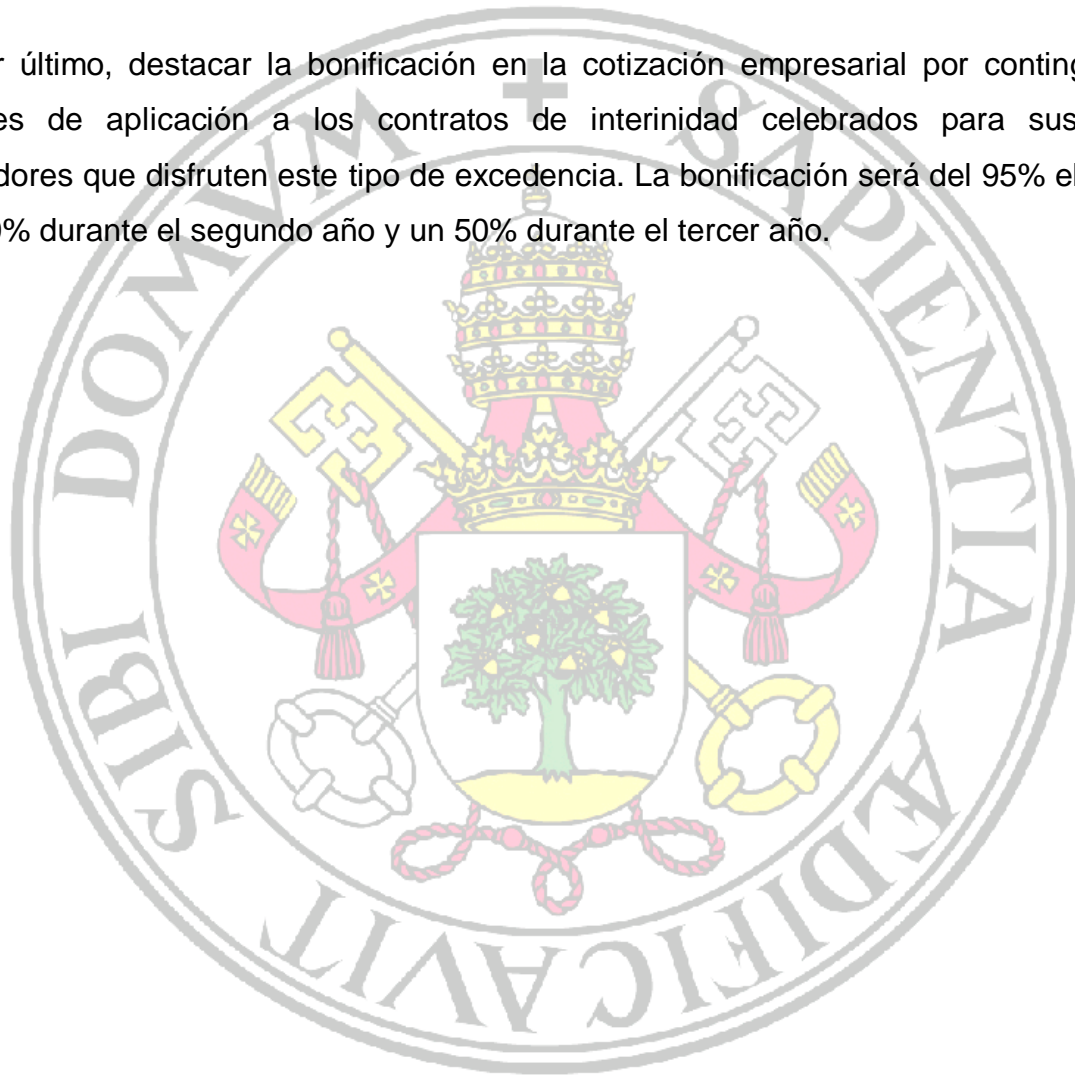 r último, destacar la bonificación en la cotización empresarial por conting
es de aplicación a los contratos de interinidad celebrados para sus
dores que disfruten este tipo de excedencia. La bonificación será del 95% el
0% durante el segundo año y un 50% durante el tercer año.
SAPIENTIA ÆDIFICAVIT SIBI DOMVM